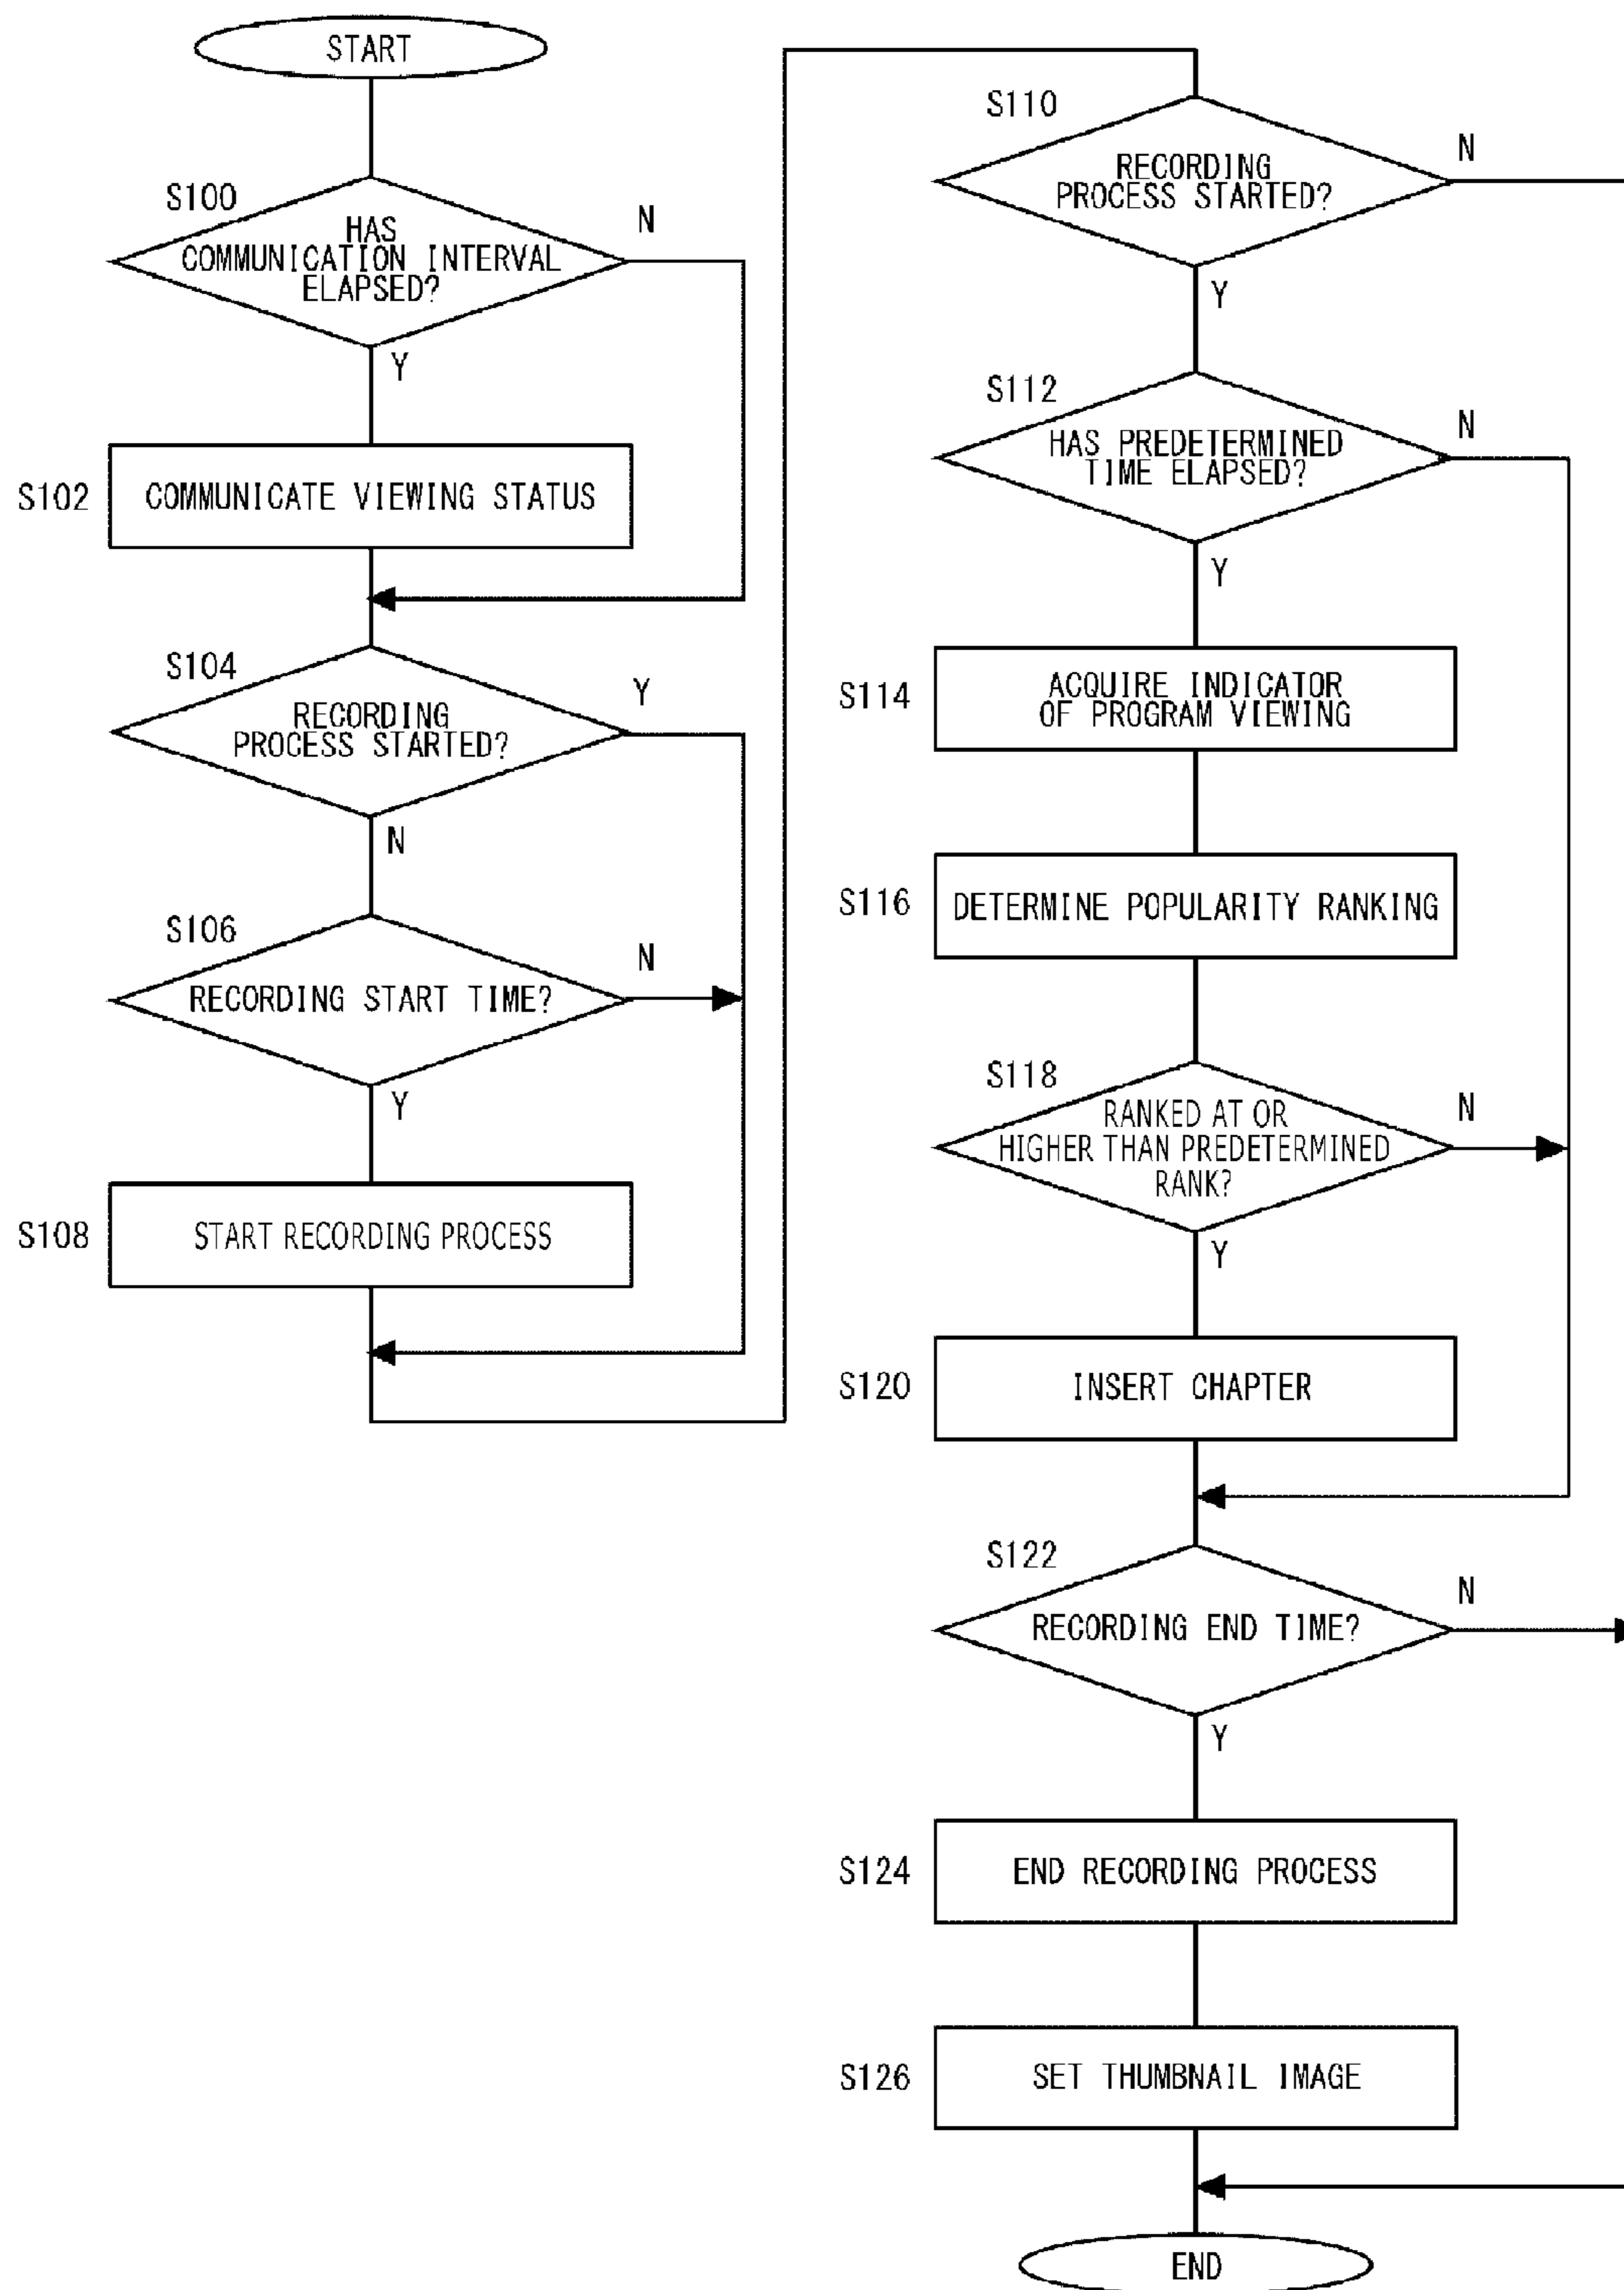 START
S100
HAS
COMMUNICATION INTERVAL
ELAPSED?
N
Y
S102
COMMUNICATE VIEWING STATUS
S104
RECORDING
PROCESS STARTED?
Y
N
S106
RECORDING START TIME?
N
Y
S108
START RECORDING PROCESS
S110
RECORDING
PROCESS STARTED?
N
Y
S112
HAS PREDETERMINED
TIME ELAPSED?
N
Y
S114
ACQUIRE INDICATOR
OF PROGRAM VIEWING
S116
DETERMINE POPULARITY RANKING
S118
RANKED AT OR
HIGHER THAN PREDETERMINED
RANK?
N
Y
S120
INSERT CHAPTER
S122
RECORDING END TIME?
N
Y
S124
END RECORDING PROCESS
S126
SET THUMBNAIL IMAGE
END